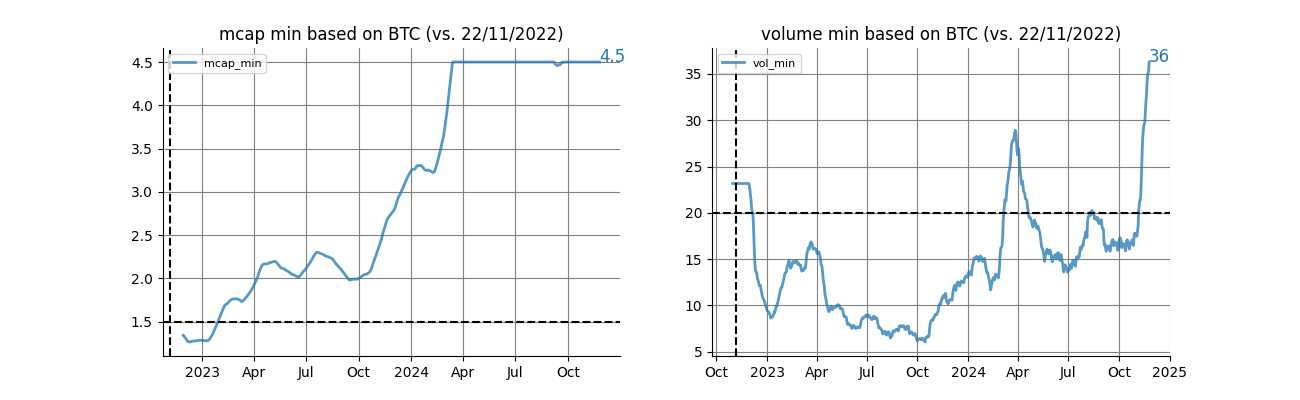 mcap min based on BTC (vs. 22/11/2022)
4.5
mcap_min
4.5
4.0
3.5
3.0
2.5
2.0
1.5
2023 Apr Jul Oct 2024 Apr Jul Oct
volume min based on BTC (vs. 22/11/2022)
36
vol_min
35
30
25
20
15
10
5
Oct 2023 Apr Jul Oct 2024 Apr Jul Oct 2025